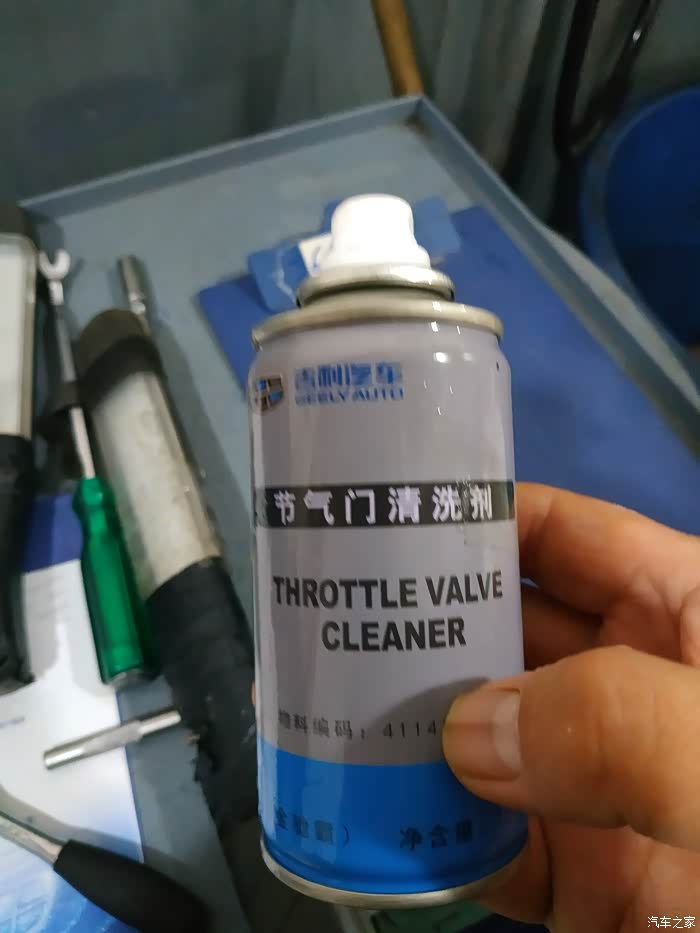 吉利汽车
GEELY AUTO
节气门清洗剂
THROTTLE VALVE
CLEANER
物料编码：4114
净含量
汽车之家